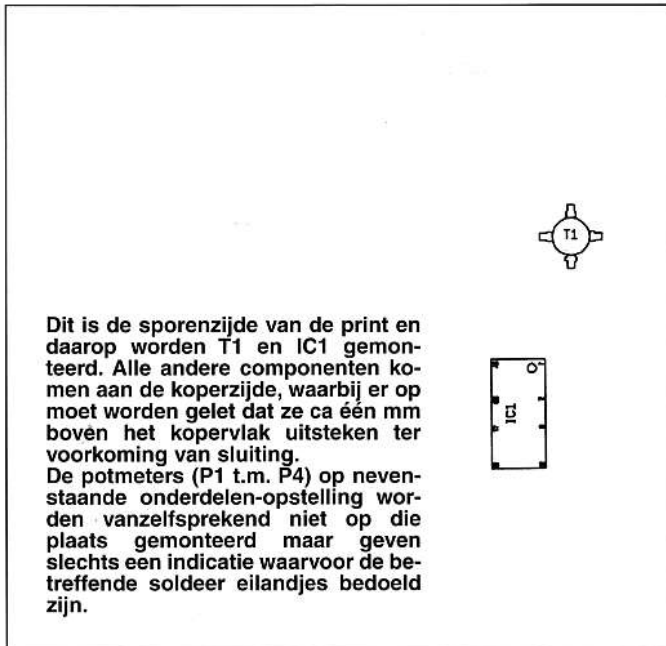 T1
Dit is de sporenzijde van de print en
daarop worden T1 en IC1 gemon-
teerd. Alle andere componenten ko-
men aan de koperzijde, waarbij er op
moet worden gelet dat ze ca één mm
boven het kopervlak uitsteken ter
voorkoming van sluiting.
De potmeters (P1 t.m. P4) op neven-
staande onderdelen-opstelling wor-
den vanzelfsprekend niet op die
plaats gemonteerd maar geven
slechts een indicatie waarvoor de be-
treffende soldeer eilandjes bedoeld
zijn.
IC1